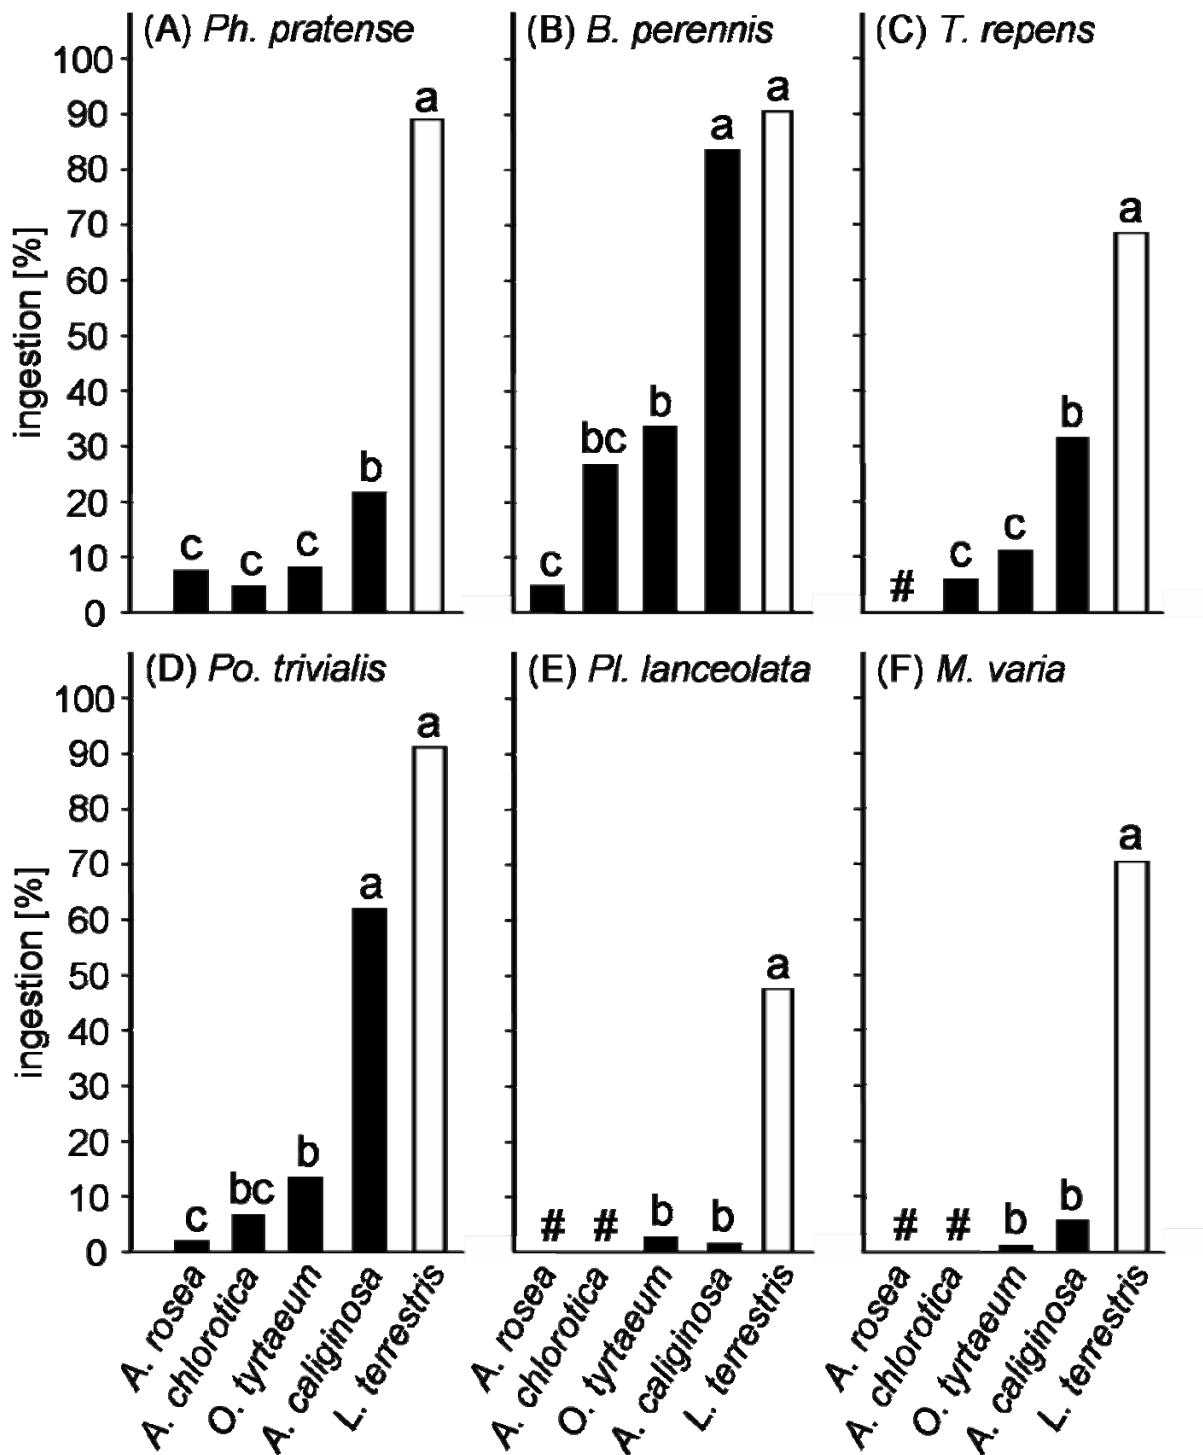 (A) Ph. pratense
(B) B. perennis
(C) T. repens
ingestion [%]
100
90
80
70
60
50
40
30
20
10
0
c
c
c
b
a
c
bc
b
a
a
#
c
c
b
a
(D) Po. trivialis
(E) Pl. lanceolata
(F) M. varia
ingestion [%]
100
90
80
70
60
50
40
30
20
10
0
c
bc
b
a
a
#
#
b
b
a
#
#
b
b
a
A. rosea
A. chlorotica
O. tyrtaeum
A. caliginosa
L. terrestris
A. rosea
A. chlorotica
O. tyrtaeum
A. caliginosa
L. terrestris
A. rosea
A. chlorotica
O. tyrtaeum
A. caliginosa
L. terrestris